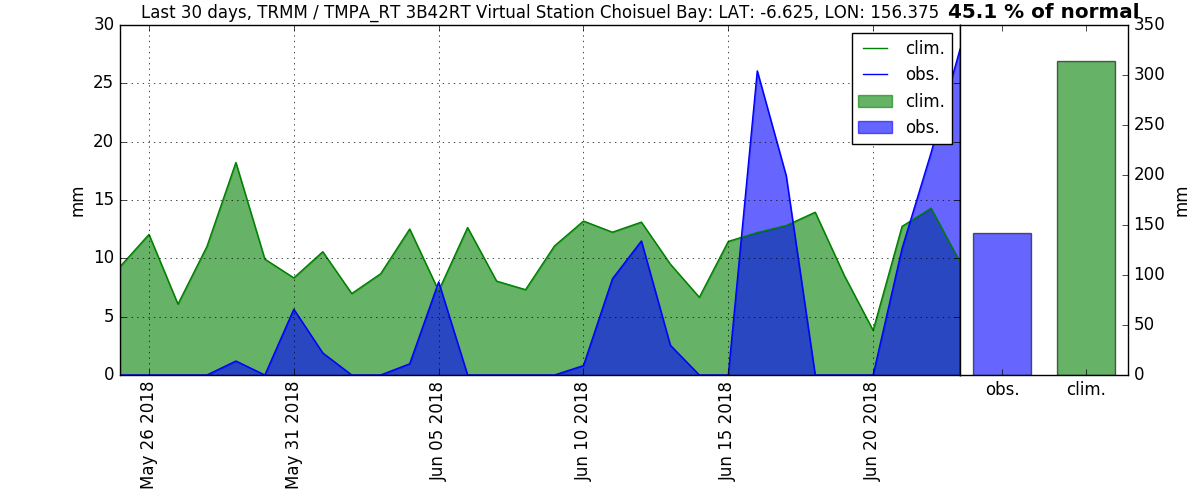 Last 30 days, TRMM / TMPA_RT 3B42RT Virtual Station Choisuel Bay: LAT: -6.625, LON: 156.375
45.1 % of normal
30
25
20
15
10
5
0
mm
clim.
obs.
clim.
obs.
350
300
250
200
150
100
50
0
mm
May 26 2018
May 31 2018
Jun 05 2018
Jun 10 2018
Jun 15 2018
Jun 20 2018
obs.
clim.